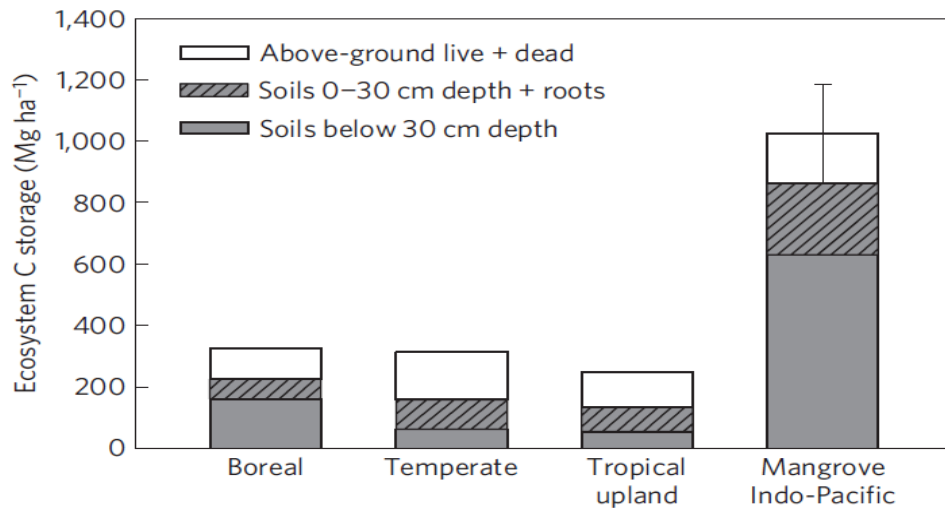 Ecosystem C storage (Mg ha⁻¹)
1,400
1,200
1,000
800
600
400
200
0
Above-ground live + dead
Soils 0–30 cm depth + roots
Soils below 30 cm depth
Boreal
Temperate
Tropical
upland
Mangrove
Indo-Pacific